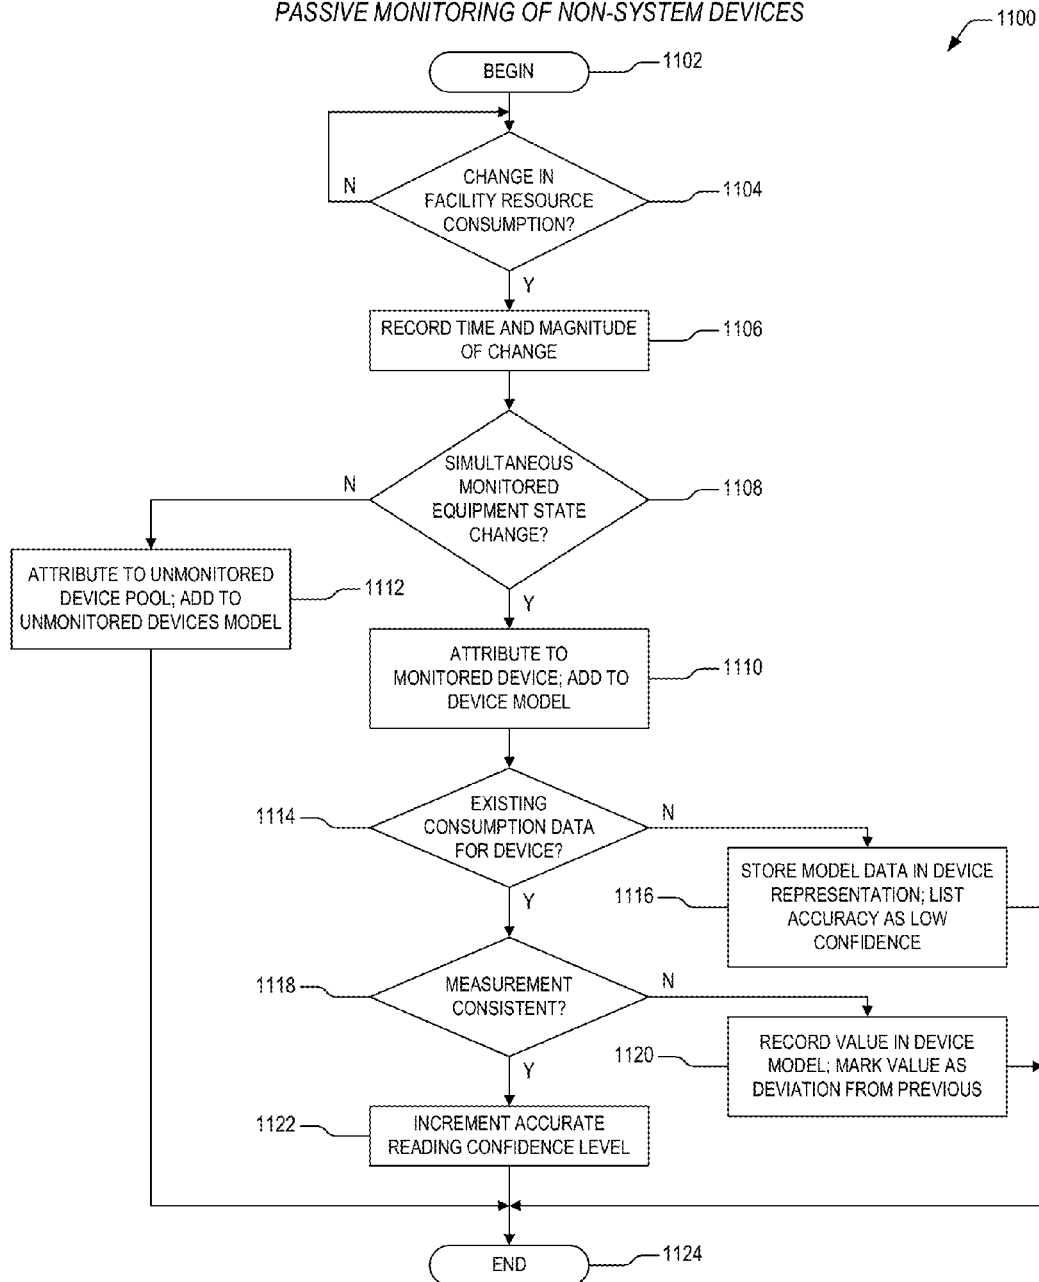 PASSIVE MONITORING OF NON-SYSTEM DEVICES
1100
BEGIN
1102
CHANGE IN
FACILITY RESOURCE
CONSUMPTION?
1104
N
Y
RECORD TIME AND MAGNITUDE
OF CHANGE
1106
SIMULTANEOUS
MONITORED
EQUIPMENT STATE
CHANGE?
1108
N
Y
ATTRIBUTE TO UNMONITORED
DEVICE POOL; ADD TO
UNMONITORED DEVICES MODEL
1112
ATTRIBUTE TO
MONITORED DEVICE; ADD TO
DEVICE MODEL
1110
1114
EXISTING
CONSUMPTION DATA
FOR DEVICE?
N
Y
1116
STORE MODEL DATA IN DEVICE
REPRESENTATION; LIST
ACCURACY AS LOW
CONFIDENCE
1118
MEASUREMENT
CONSISTENT?
N
Y
1120
RECORD VALUE IN DEVICE
MODEL; MARK VALUE AS
DEVIATION FROM PREVIOUS
1122
INCREMENT ACCURATE
READING CONFIDENCE LEVEL
END
1124